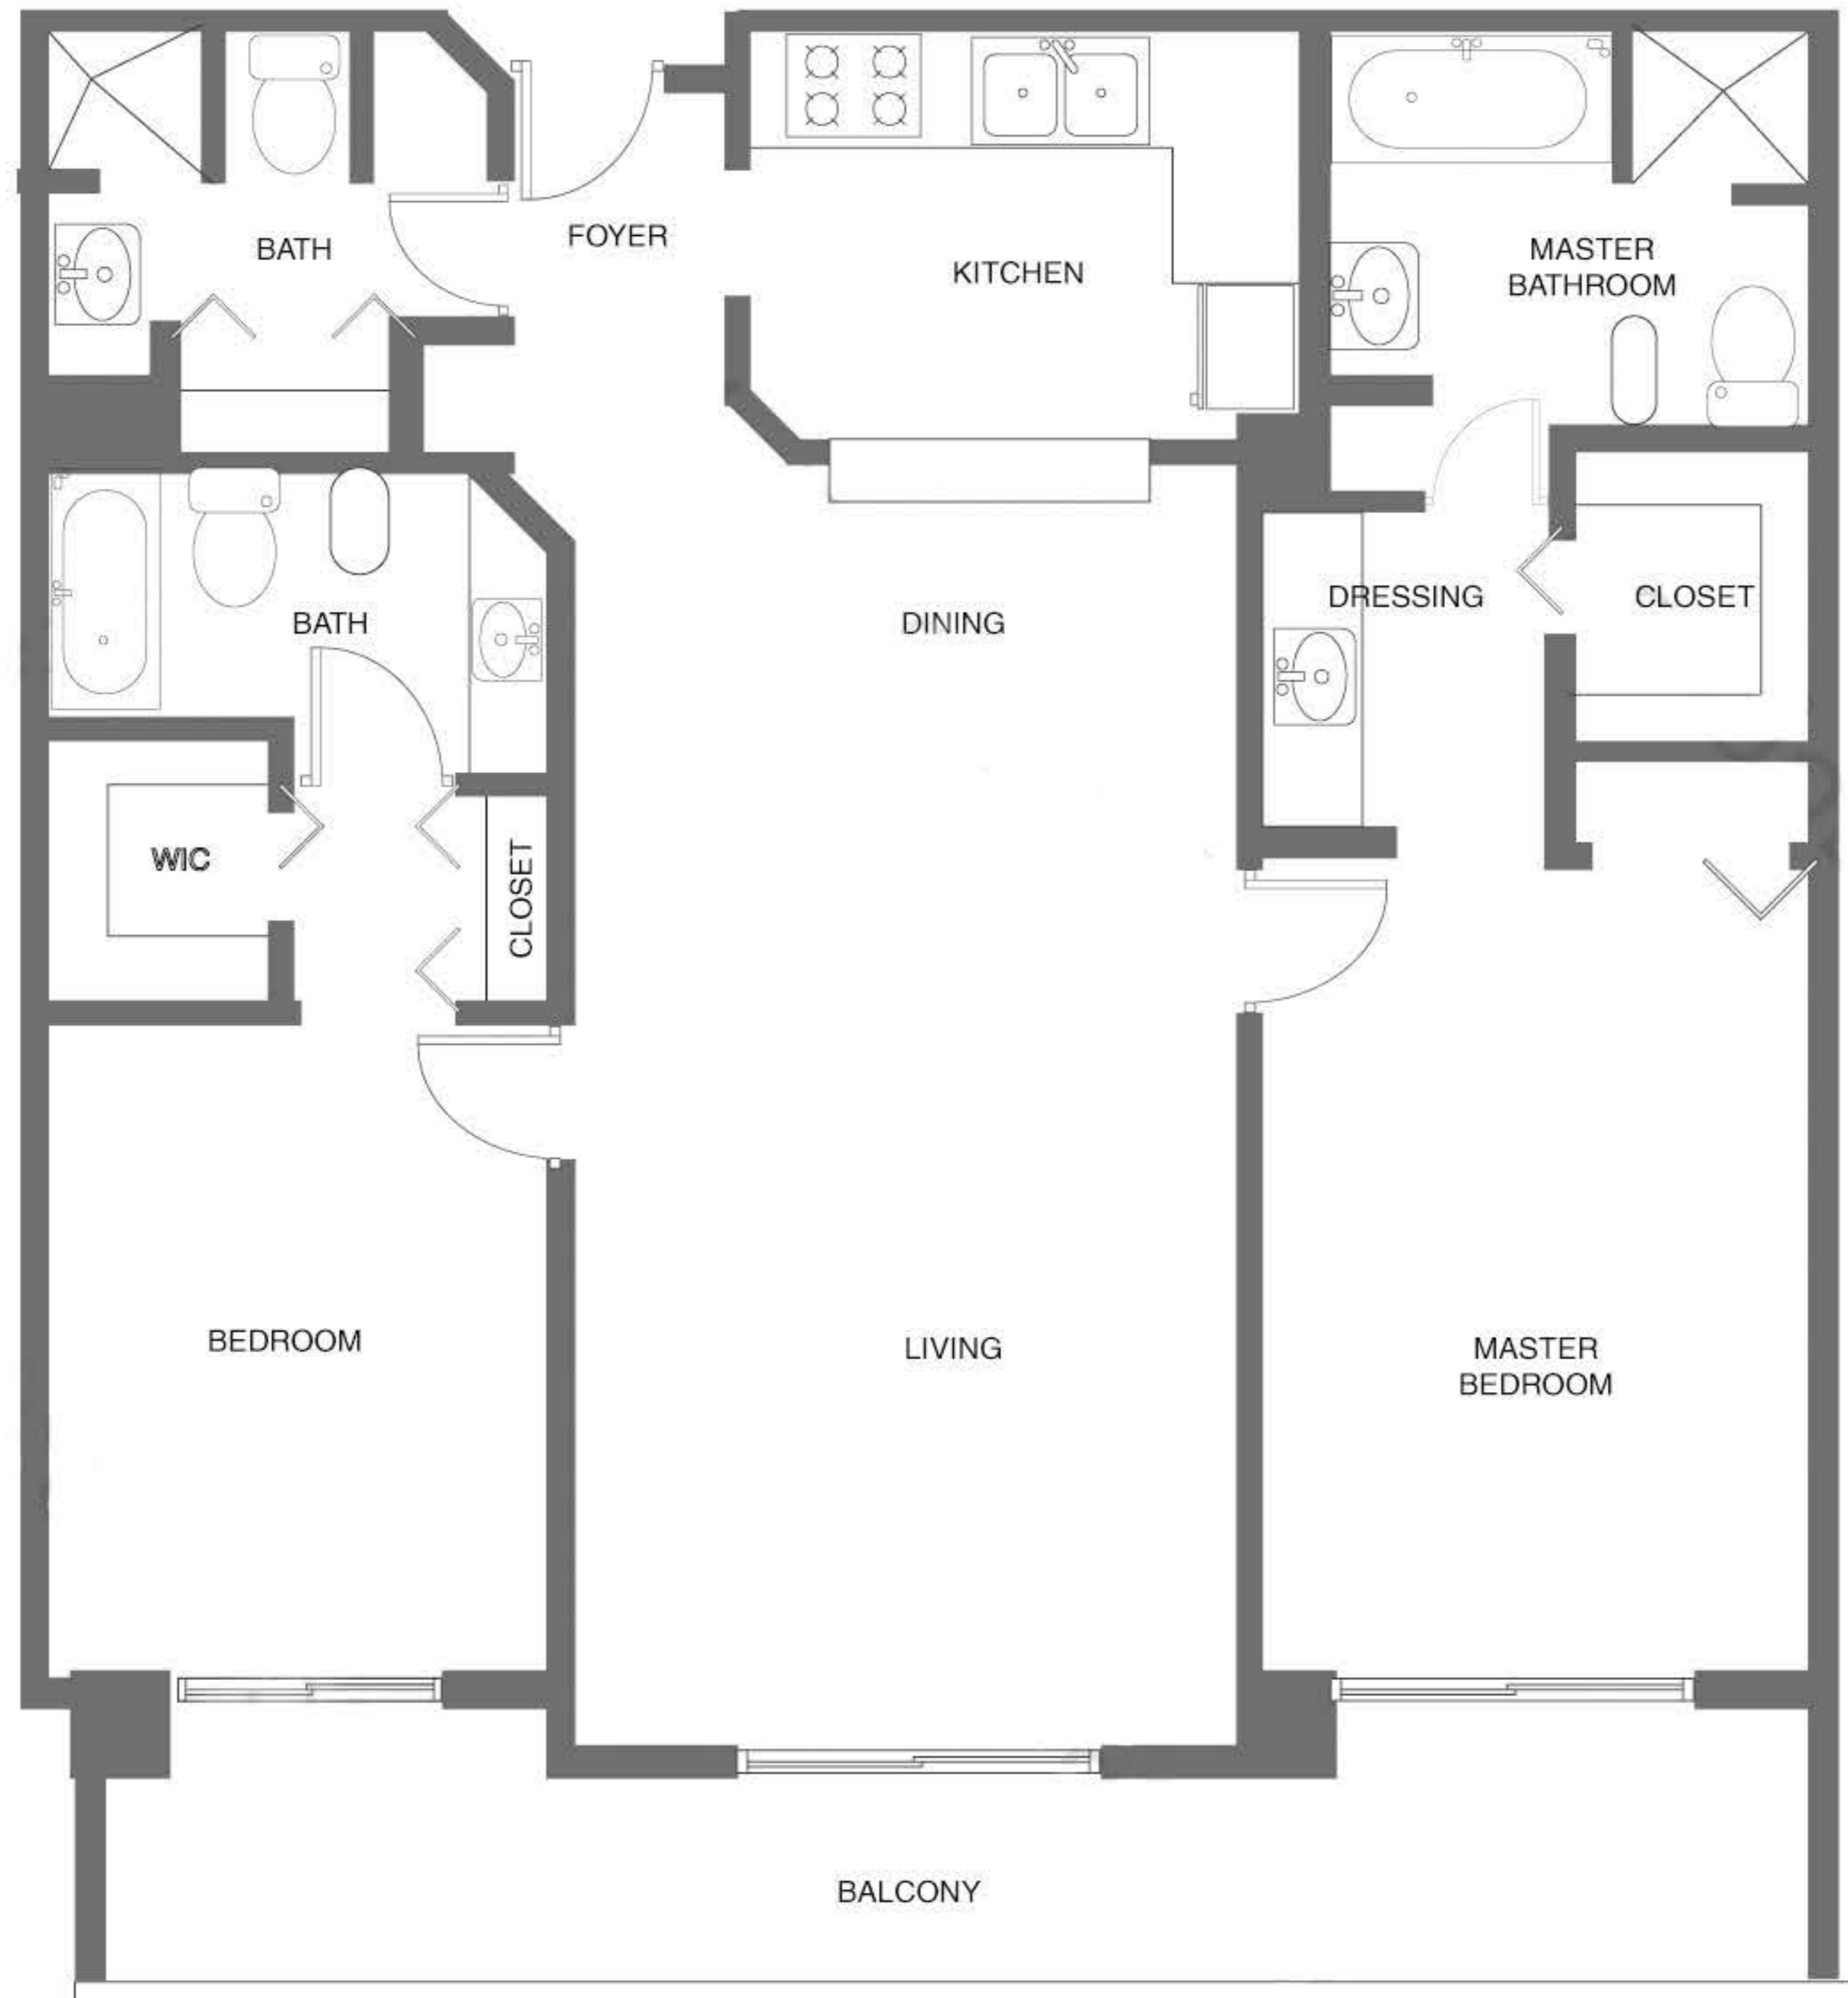 FOYER
BATH
KITCHEN
MASTER
BATHROOM
BATH
DINING
DRESSING
CLOSET
WIC
CLOSET
BEDROOM
LIVING
MASTER
BEDROOM
BALCONY